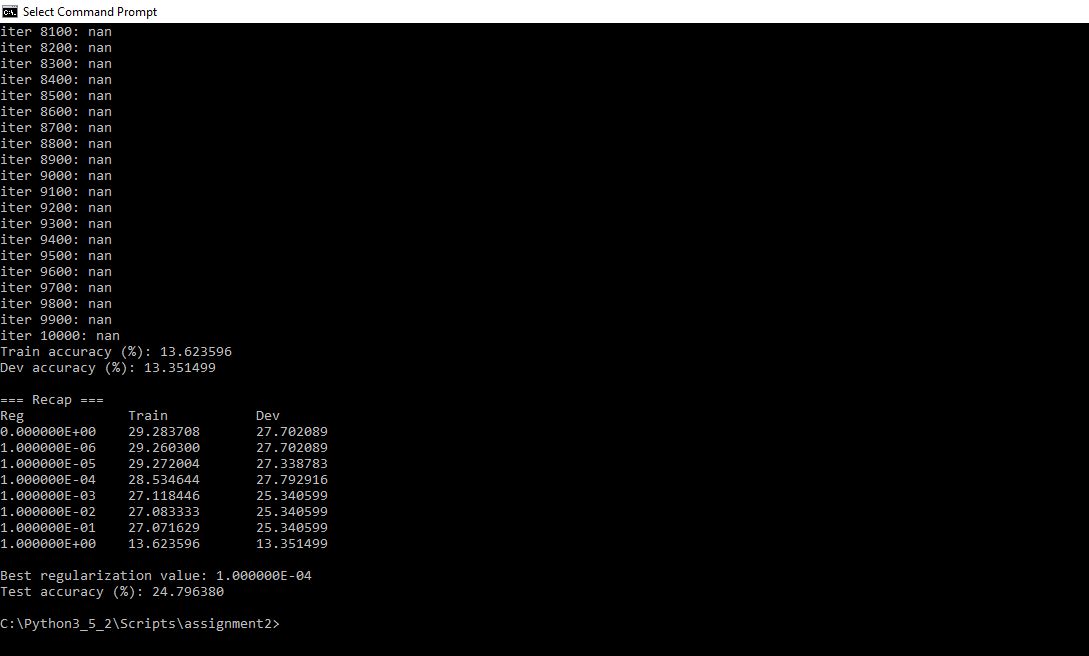 Select Command Prompt
iter 8100: nan
iter 8200: nan
iter 8300: nan
iter 8400: nan
iter 8500: nan
iter 8600: nan
iter 8700: nan
iter 8800: nan
iter 8900: nan
iter 9000: nan
iter 9100: nan
iter 9200: nan
iter 9300: nan
iter 9400: nan
iter 9500: nan
iter 9600: nan
iter 9700: nan
iter 9800: nan
iter 9900: nan
iter 10000: nan
Train accuracy (%): 13.623596
Dev accuracy (%): 13.351499
=== Recap ===
Reg Train Dev
0.000000E+00 29.283708 27.702089
1.000000E-06 29.260300 27.702089
1.000000E-05 29.272004 27.338783
1.000000E-04 28.534644 27.792916
1.000000E-03 27.118446 25.340599
1.000000E-02 27.083333 25.340599
1.000000E-01 27.071629 25.340599
1.000000E+00 13.623596 13.351499
Best regularization value: 1.000000E-04
Test accuracy (%): 24.796380
C:\Python3_5_2\Scripts\assignment2>